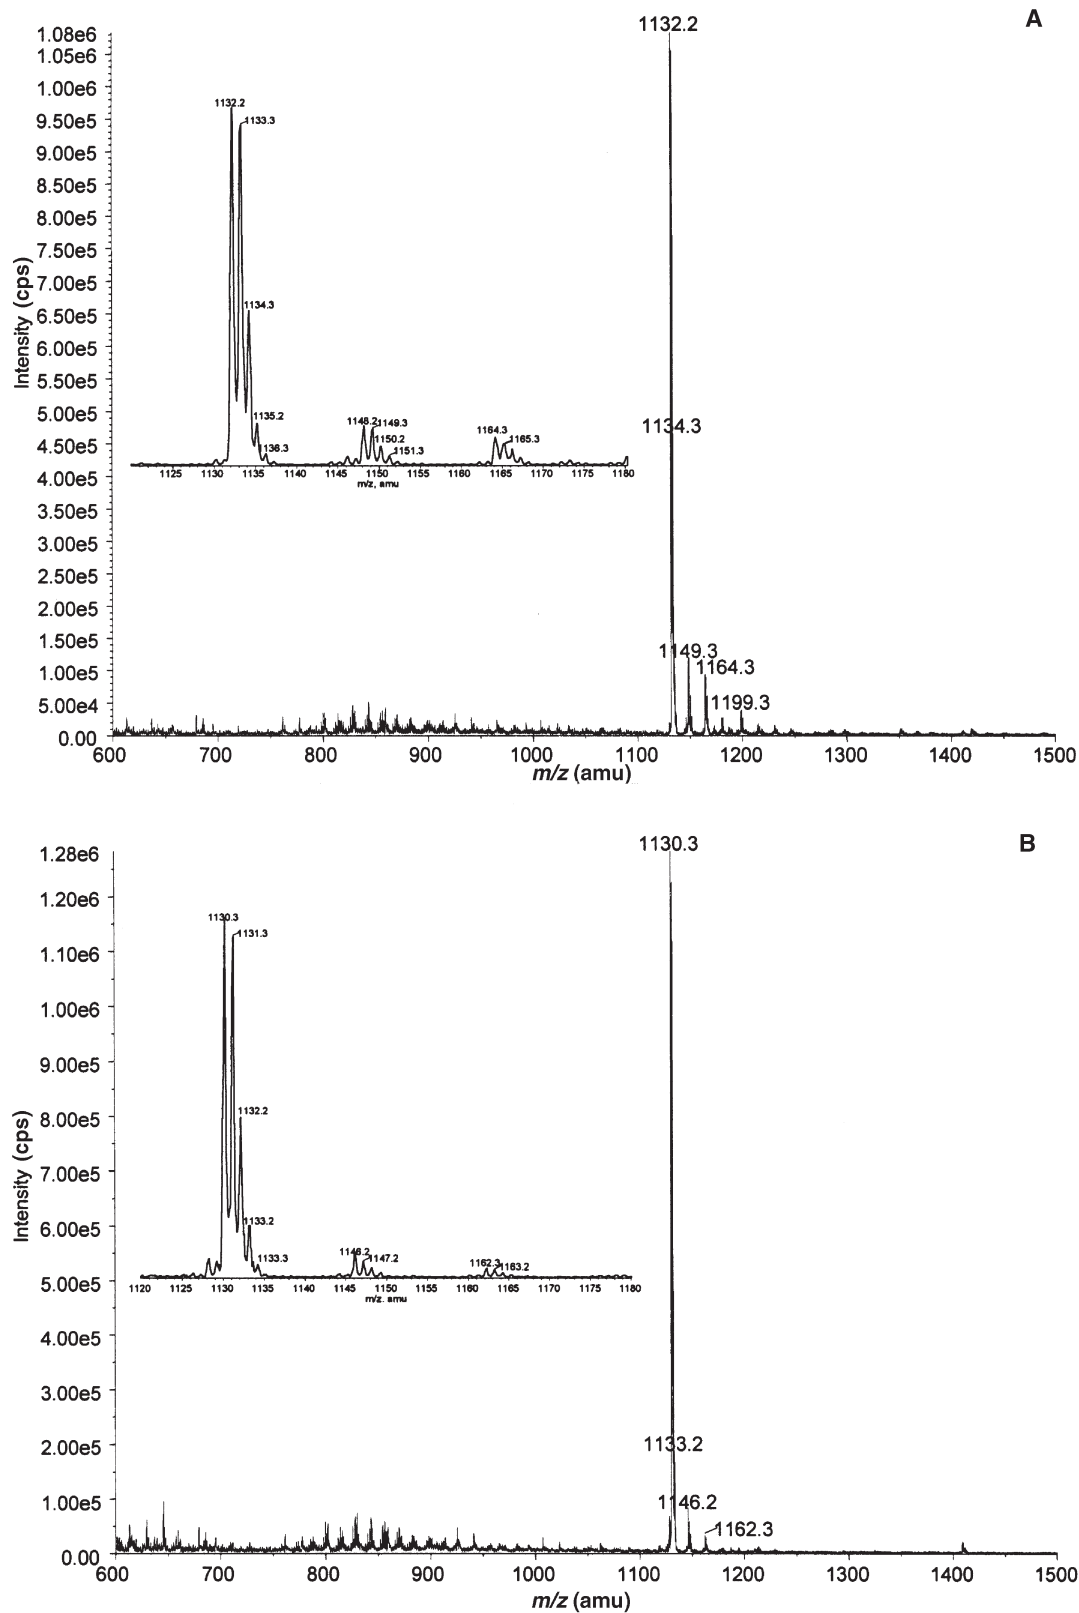 A
1132.2
1.08e6
1.05e6
1.00e6
9.50e5
9.00e5
8.50e5
8.00e5
7.50e5
7.00e5
6.50e5
6.00e5
5.50e5
5.00e5
4.50e5
4.00e5
3.50e5
3.00e5
2.50e5
2.00e5
1.50e5
1.00e5
5.00e4
0.00
Intensity (cps)
1132.2
1133.3
1134.3
1135.2
1136.3
1148.2 1149.3
1150.2
1151.3
1164.3
1165.3
1125 1130 1135 1140 1145 1150 1155 1160 1165 1170 1175 1180
m/z, amu
1134.3
1149.3
1164.3
1199.3
600 700 800 900 1000 1100 1200 1300 1400 1500
m/z (amu)
B
1130.3
1.28e6
1.20e6
1.10e6
1.00e6
9.00e5
8.00e5
7.00e5
6.00e5
5.00e5
4.00e5
3.00e5
2.00e5
1.00e5
0.00
Intensity (cps)
1130.3
1131.3
1132.2
1133.2
1133.3
1146.2
1147.2
1162.3
1163.2
1120 1125 1130 1135 1140 1145 1150 1155 1160 1165 1170 1175 1180
m/z. amu
1133.2
1146.2
1162.3
600 700 800 900 1000 1100 1200 1300 1400 1500
m/z (amu)